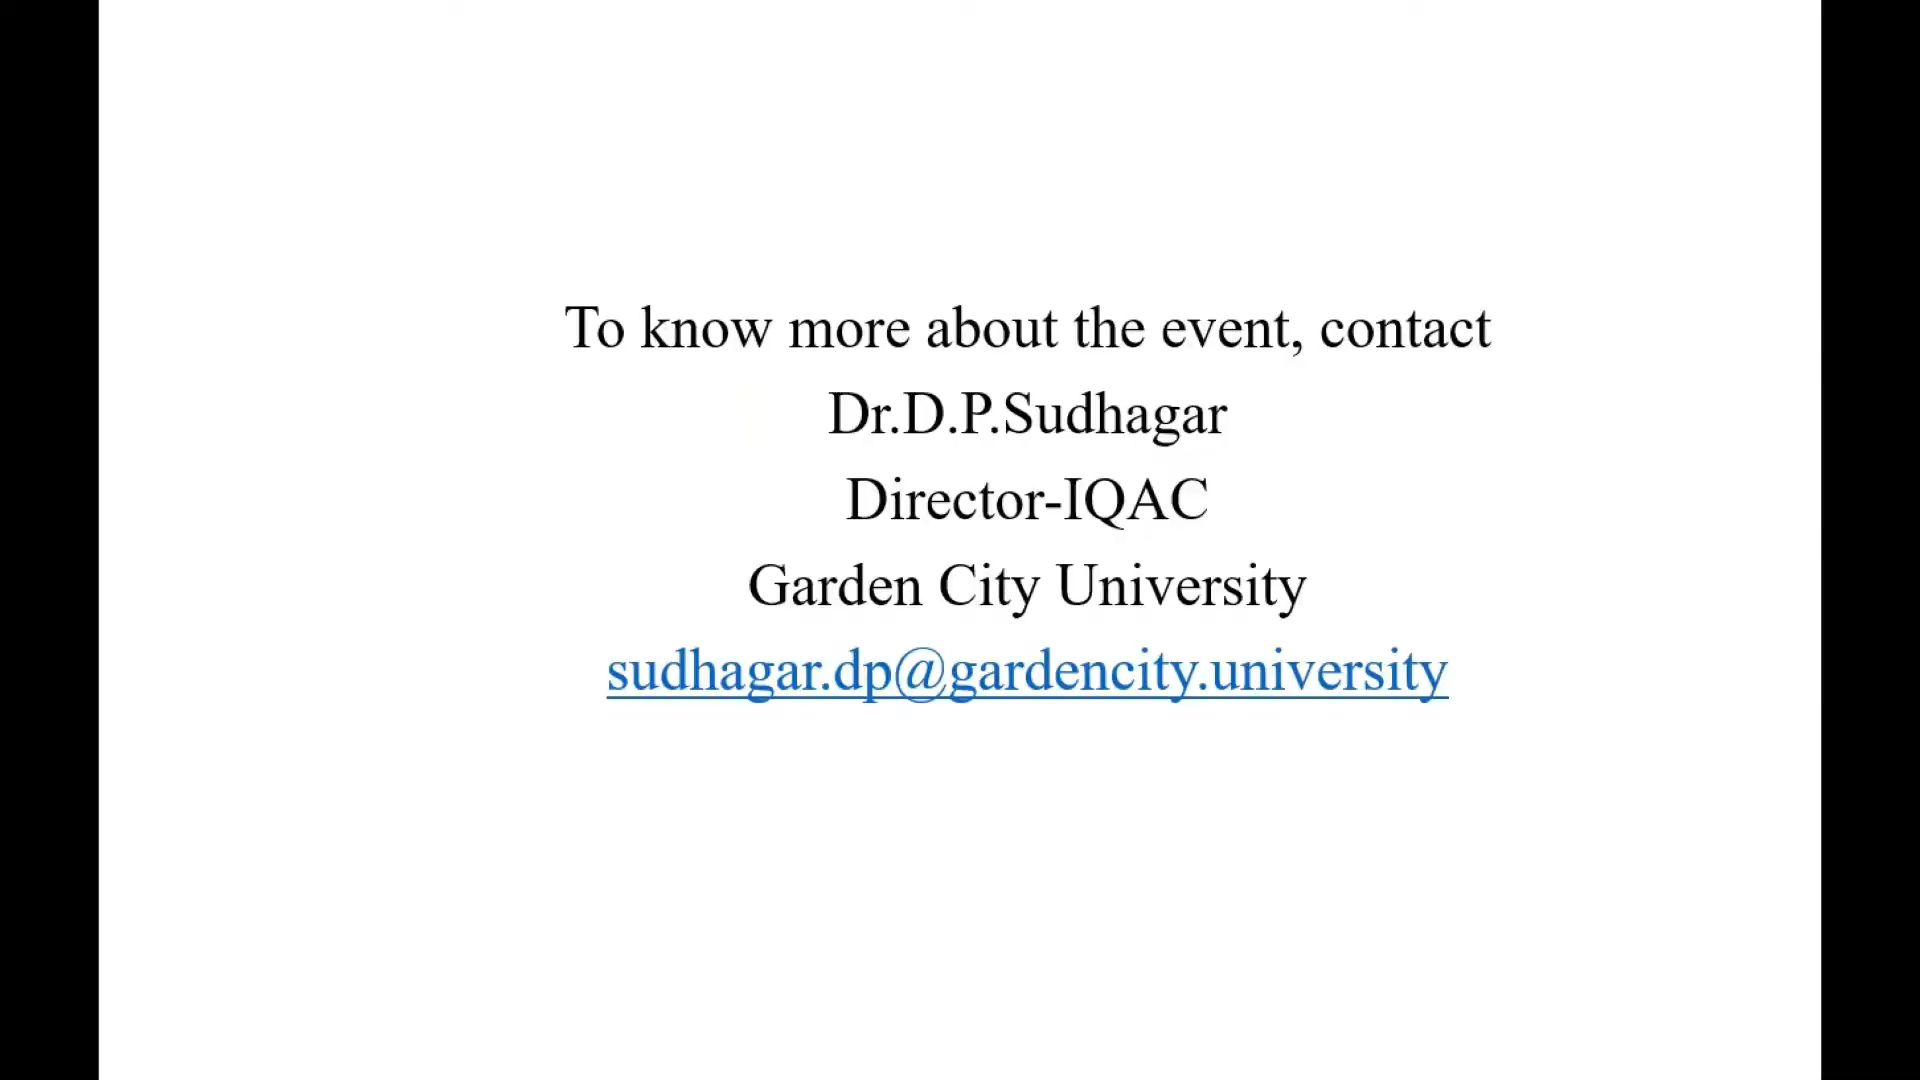 To know more about the event, contact
Dr.D.P.Sudhagar
Director-IQAC
Garden City University
sudhagar.dp@gardencity.university